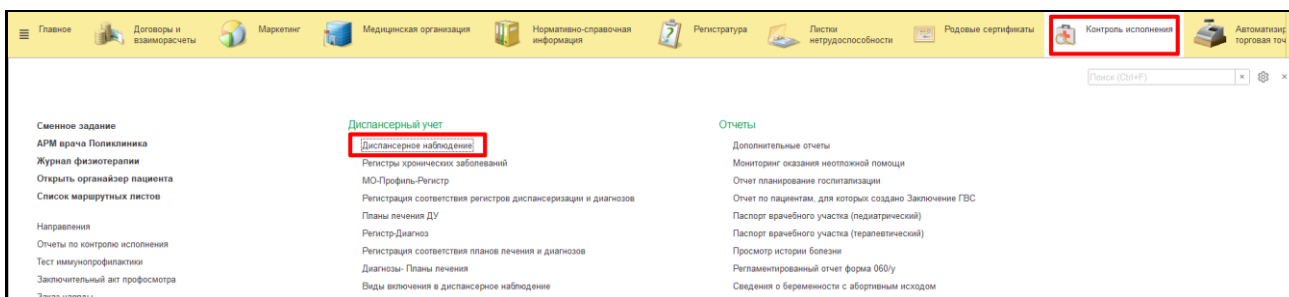 Главное
Договоры и
взаиморасчеты
Маркетинг
Медицинская организация
Нормативно-справочная
информация
Регистратура
Листки
нетрудоспособности
Родовые сертификаты
Контроль исполнения
Автоматизир
торговая точ
Поиск (Ctrl+F)
Сменное задание
АРМ врача Поликлиника
Журнал физиотерапии
Открыть органайзер пациента
Список маршрутных листов
Направления
Отчеты по контролю исполнения
Тест иммунопрофилактики
Заключительный акт профосмотра
Диспансерный учет
Диспансерное наблюдение
Регистры хронических заболеваний
МО-Профиль-Регистр
Регистрация соответствия регистров диспансеризации и диагнозов
Планы лечения ДУ
Регистр-Диагноз
Регистрация соответствия планов лечения и диагнозов
Диагнозы- Планы лечения
Виды включения в диспансерное наблюдение
Отчеты
Дополнительные отчеты
Мониторинг оказания неотложной помощи
Отчет планирование госпитализации
Отчет по пациентам, для которых создано Заключение ГВС
Паспорт врачебного участка (педиатрический)
Паспорт врачебного участка (терапевтический)
Просмотр истории болезни
Регламентированный отчет форма 060/у
Сведения о беременности с абортивным исходом